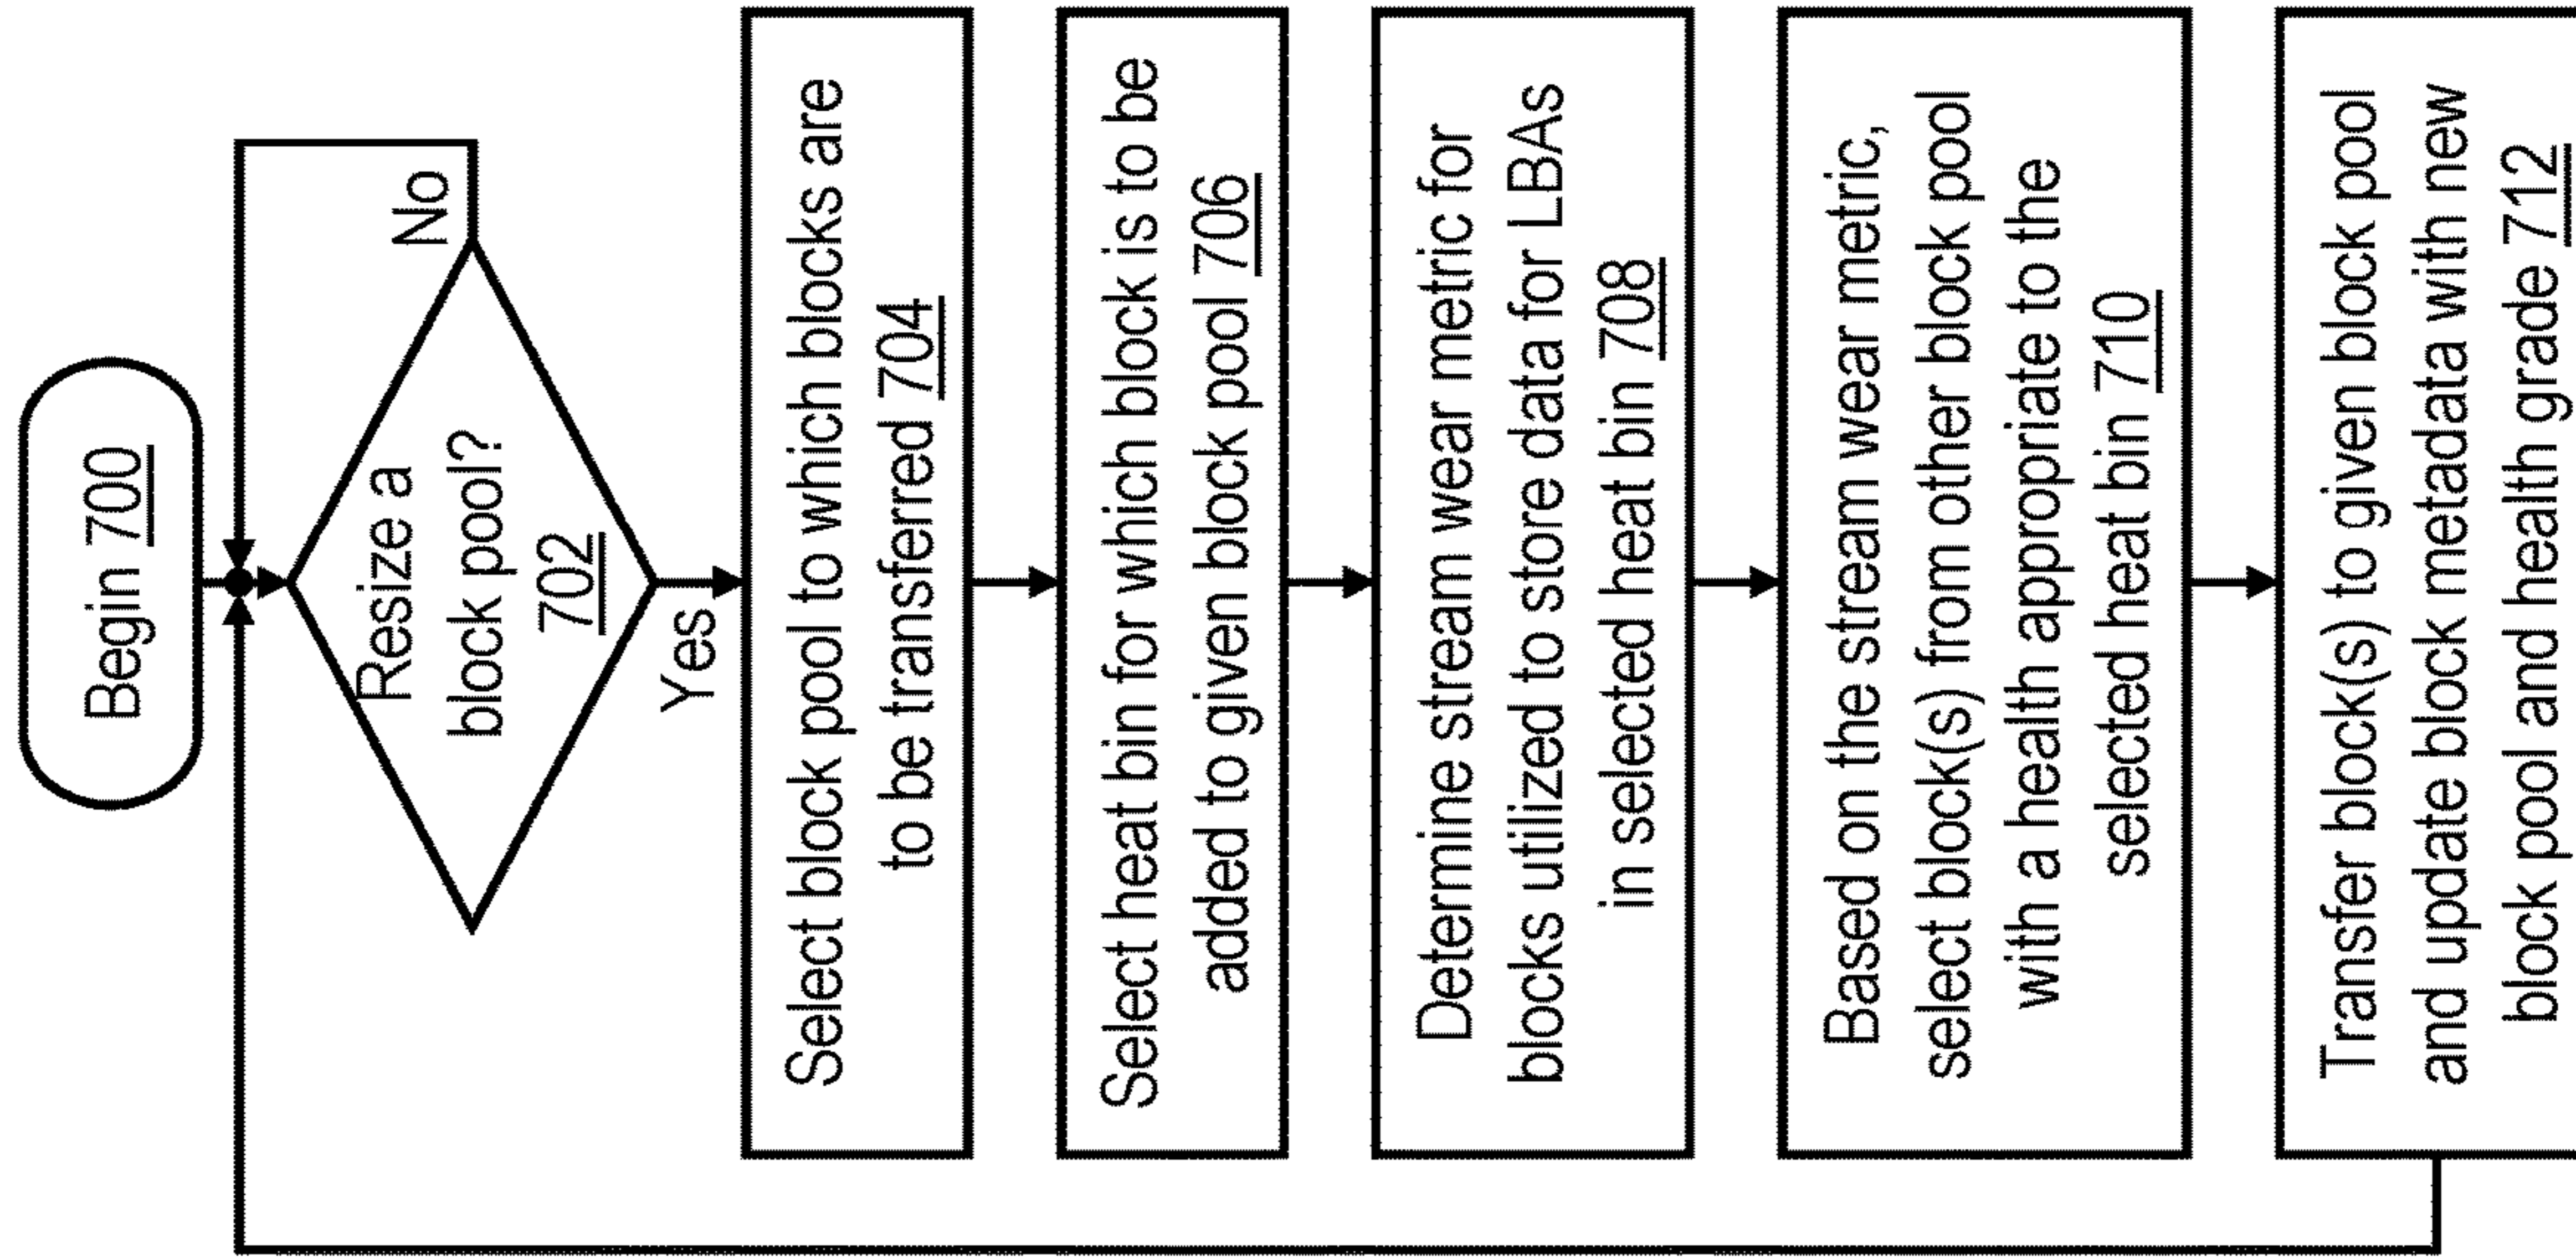 Begin 700
Resize a
block pool?
702
No
Yes
Select block pool to which blocks are
to be transferred 704
Select heat bin for which block is to be
added to given block pool 706
Determine stream wear metric for
blocks utilized to store data for LBAs
in selected heat bin 708
Based on the stream wear metric,
select block(s) from other block pool
with a health appropriate to the
selected heat bin 710
Transfer block(s) to given block pool
and update block metadata with new
block pool and health grade 712